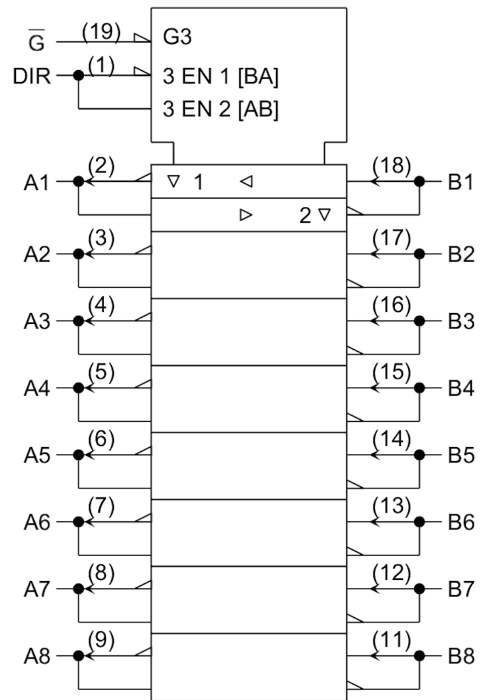 G̅ (19) G3
DIR (1) 3 EN 1 [BA]
3 EN 2 [AB]
A1 (2) ▽ 1 ◁ (18) B1
▷ 2 ▽
A2 (3) (17) B2
A3 (4) (16) B3
A4 (5) (15) B4
A5 (6) (14) B5
A6 (7) (13) B6
A7 (8) (12) B7
A8 (9) (11) B8